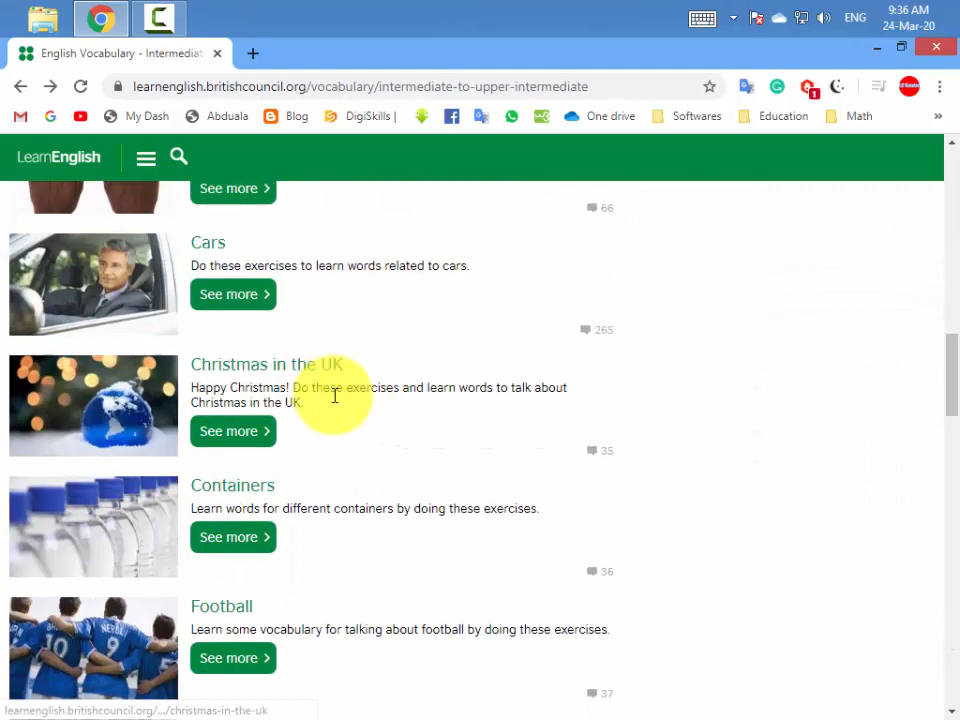 9:36 AM
ENG
24-Mar-20
English Vocabulary - Intermediat
learnenglish.britishcouncil.org/vocabulary/intermediate-to-upper-intermediate
1
My Dash
Abduala
Blog
DigiSkills |
One drive
Softwares
Education
Math
»
LearnEnglish
See more >
66
Cars
Do these exercises to learn words related to cars.
See more >
265
Christmas in the UK
Happy Christmas! Do these exercises and learn words to talk about
Christmas in the UK.
See more >
35
Containers
Learn words for different containers by doing these exercises.
See more >
36
Football
Learn some vocabulary for talking about football by doing these exercises.
10
9
See more >
37
learnenglish.britishcouncil.org/.../christmas-in-the-uk